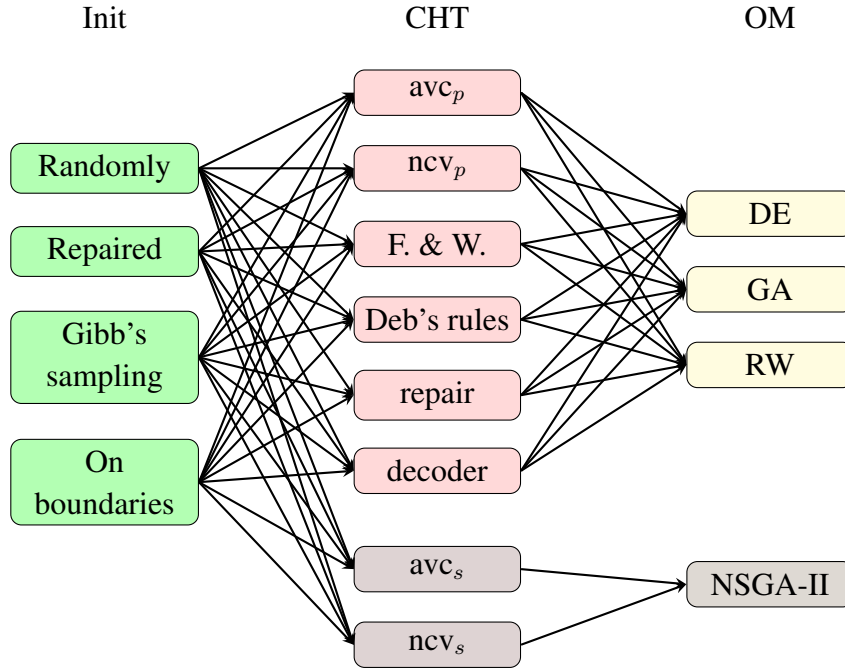 Init
CHT
OM
Randomly
Repaired
Gibb's
sampling
On
boundaries
avc_p
ncv_p
F. & W.
Deb's rules
repair
decoder
avc_s
ncv_s
DE
GA
RW
NSGA-II